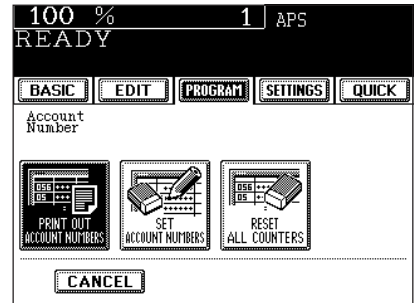 100 % 1 APS
READY
BASIC EDIT PROGRAM SETTINGS QUICK
Account
Number
PRINT OUT
ACCOUNT NUMBERS
SET
ACCOUNT NUMBERS
RESET
ALL COUNTERS
CANCEL